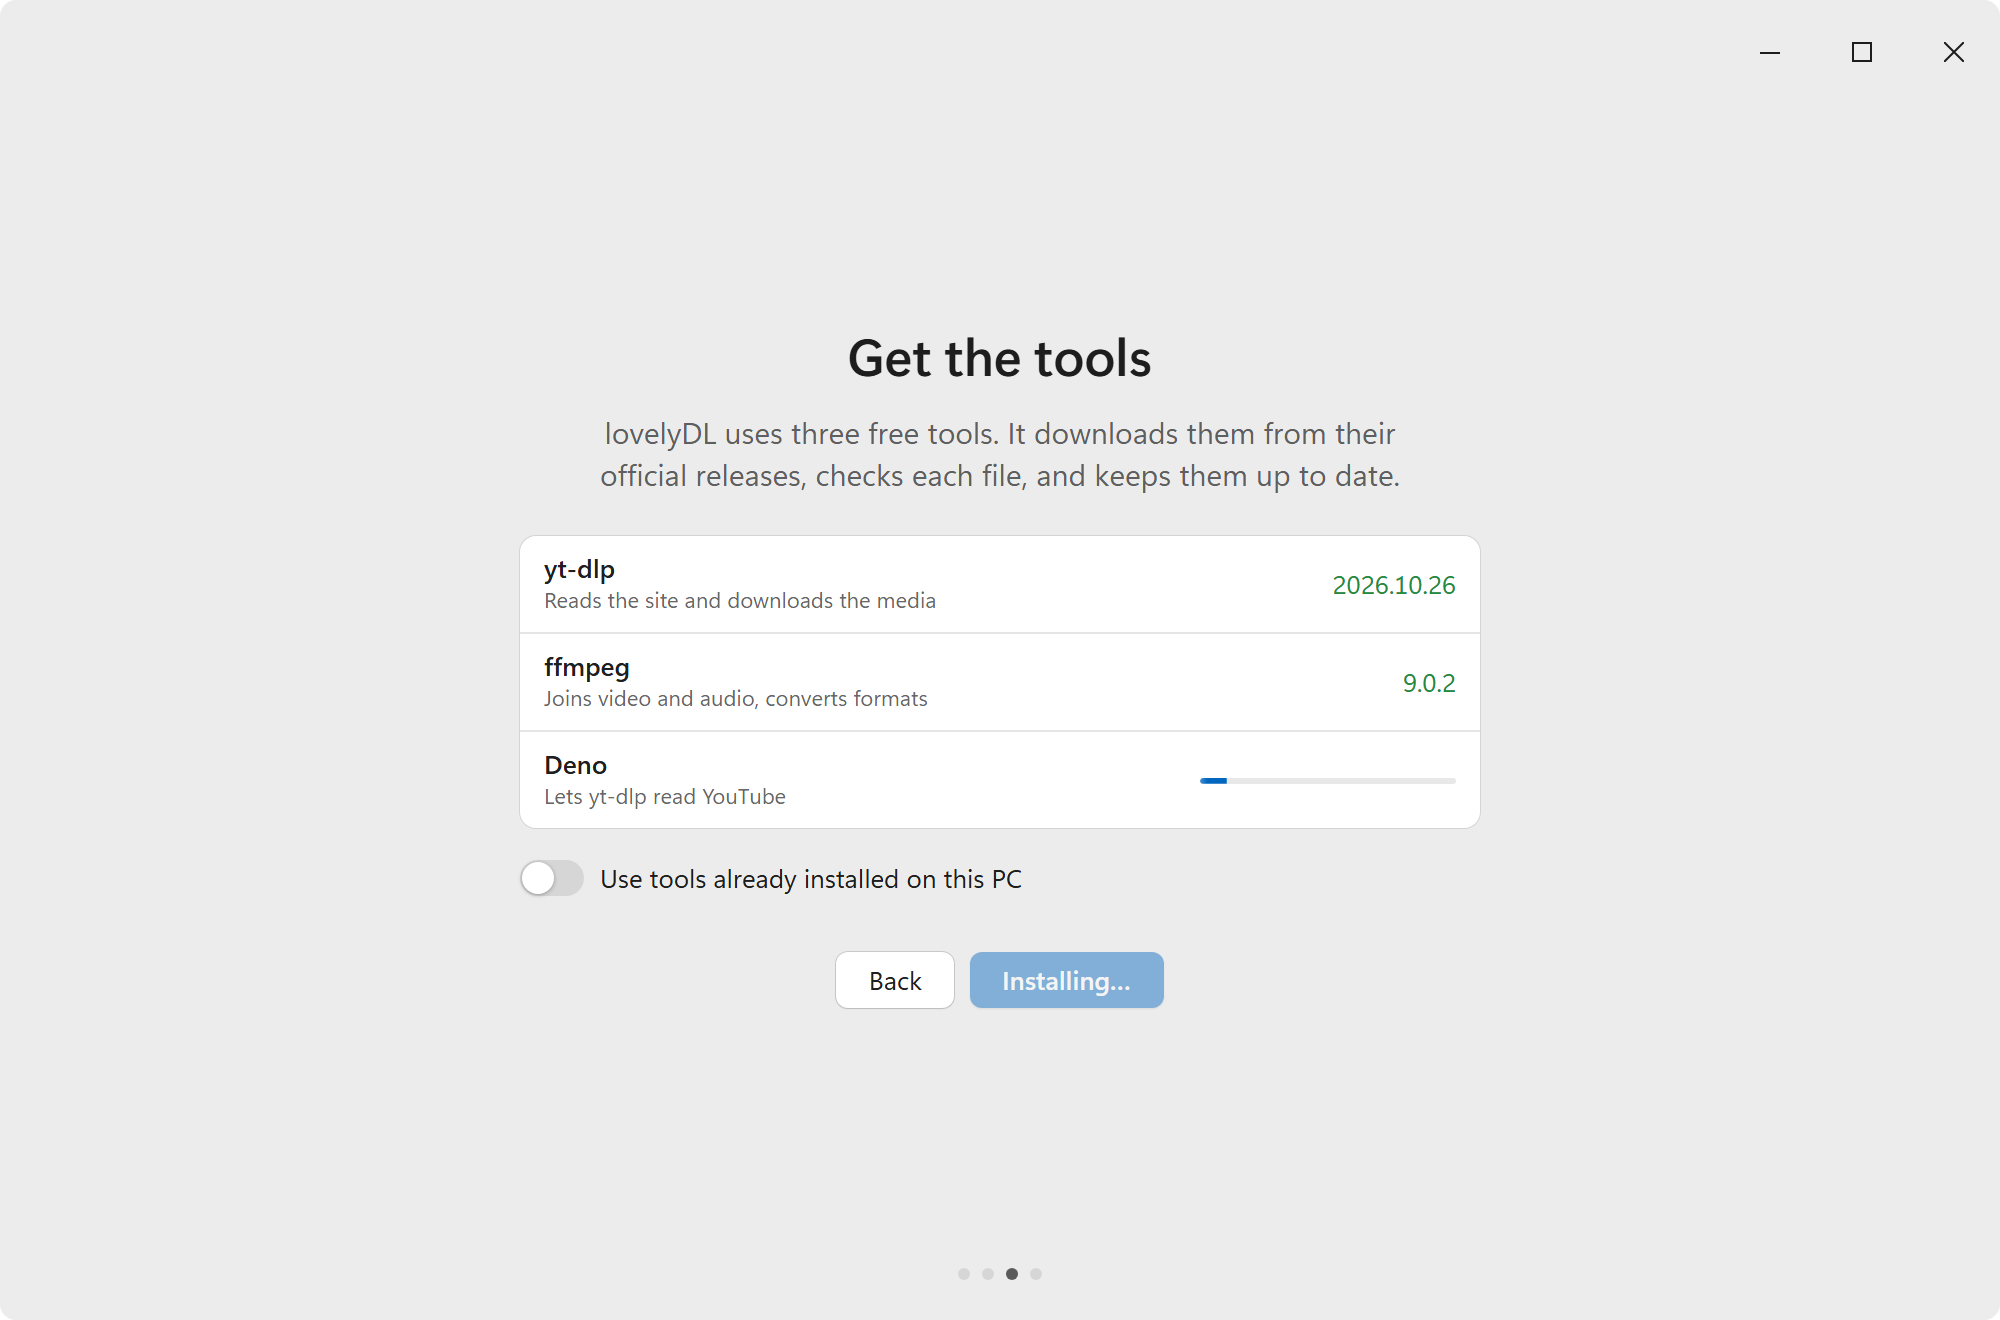 Get the tools
lovelyDL uses three free tools. It downloads them from their
official releases, checks each file, and keeps them up to date.
yt-dlp
Reads the site and downloads the media
2026.10.26
ffmpeg
Joins video and audio, converts formats
9.0.2
Deno
Lets yt-dlp read YouTube
Use tools already installed on this PC
Back
Installing...